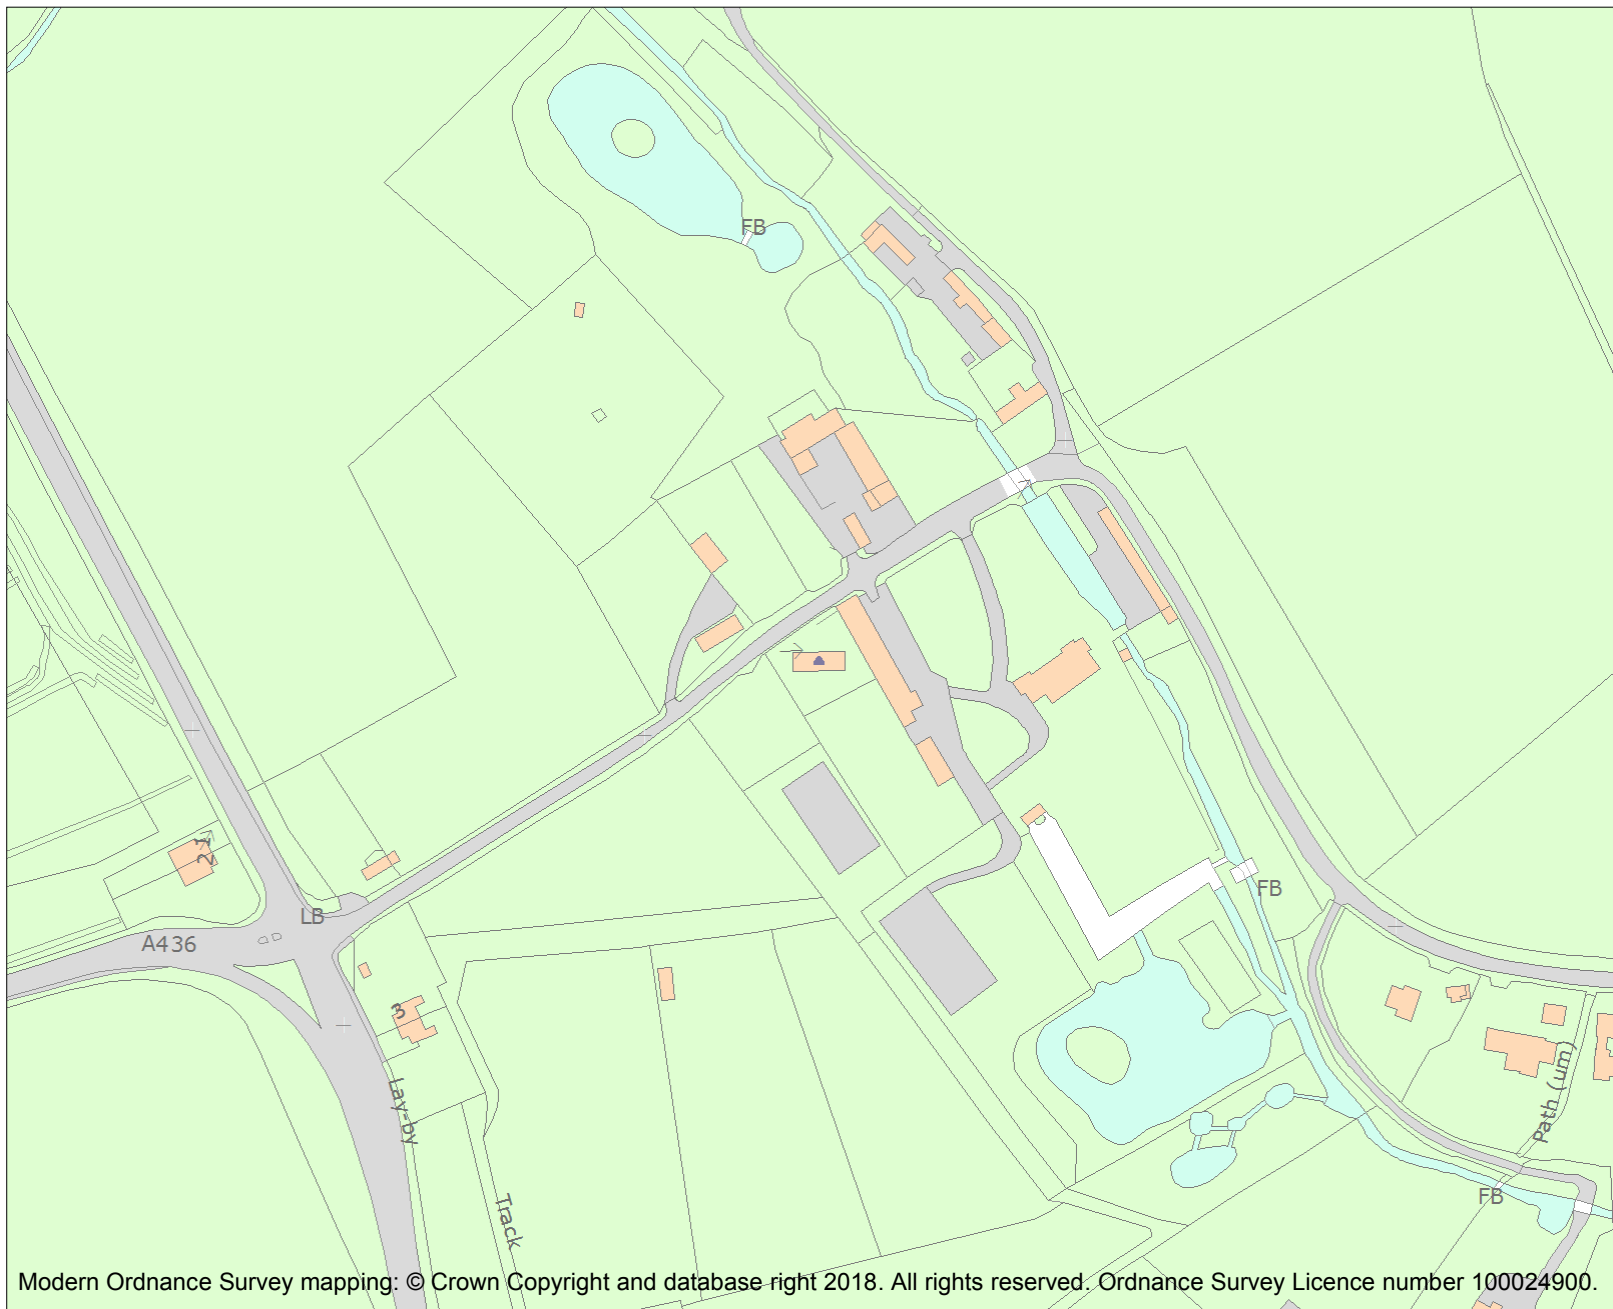 FB
21
LB
A436
FB
3
Lay-by
Path (um)
FB
Track
Modern Ordnance Survey mapping: © Crown Copyright and database right 2018. All rights reserved. Ordnance Survey Licence number 100024900.